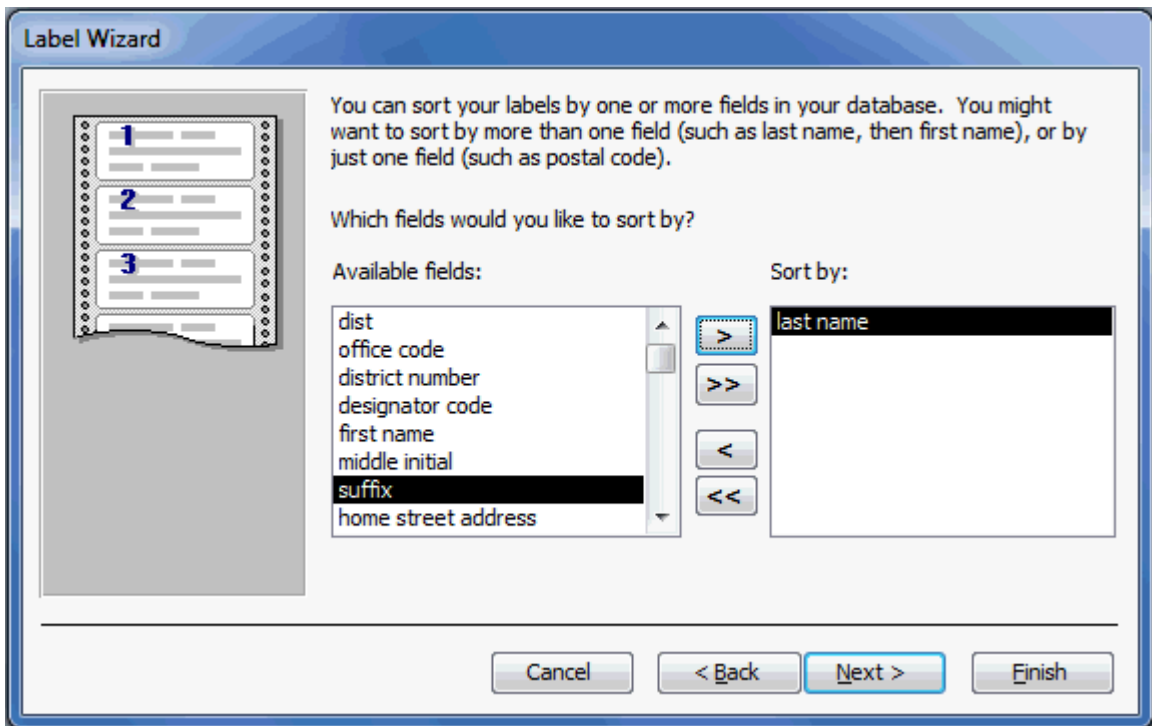 Label Wizard
1
2
3
You can sort your labels by one or more fields in your database.  You might
want to sort by more than one field (such as last name, then first name), or by
just one field (such as postal code).
Which fields would you like to sort by?
Available fields:
dist
office code
district number
designator code
first name
middle initial
suffix
home street address
>
>>
<
<<
Sort by:
last name
Cancel
< Back
Next >
Finish